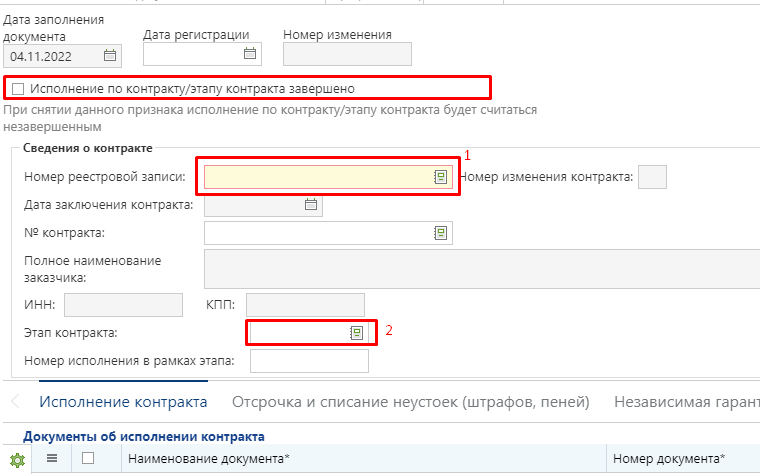 Дата заполнения
документа
Дата регистрации
Номер изменения
04.11.2022
Исполнение по контракту/этапу контракта завершено
При снятии данного признака исполнение по контракту/этапу контракта будет считаться
незавершенным
Сведения о контракте
1
Номер реестровой записи:
Номер изменения контракта:
Дата заключения контракта:
№ контракта:
Полное наименование
заказчика:
ИНН:
КПП:
Этап контракта:
2
Номер исполнения в рамках этапа:
Исполнение контракта
Отсрочка и списание неустоек (штрафов, пеней)
Независимая гарант
Документы об исполнении контракта
Наименование документа*
Номер документа*